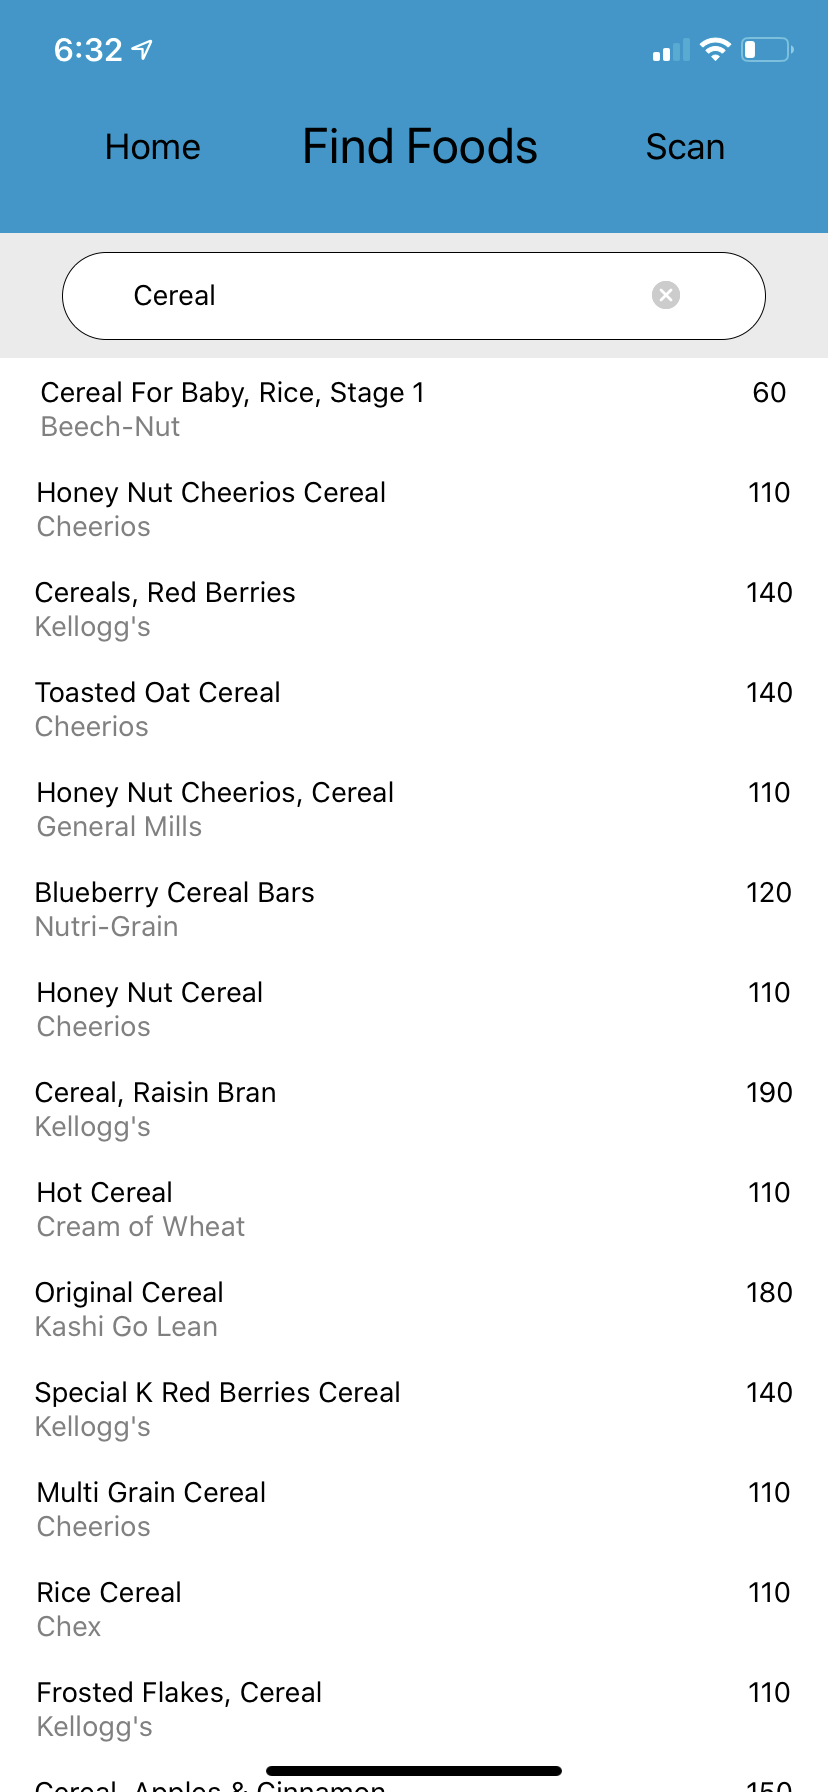 6:32
Home Find Foods Scan
Cereal
Cereal For Baby, Rice, Stage 1 60
Beech-Nut
Honey Nut Cheerios Cereal 110
Cheerios
Cereals, Red Berries 140
Kellogg's
Toasted Oat Cereal 140
Cheerios
Honey Nut Cheerios, Cereal 110
General Mills
Blueberry Cereal Bars 120
Nutri-Grain
Honey Nut Cereal 110
Cheerios
Cereal, Raisin Bran 190
Kellogg's
Hot Cereal 110
Cream of Wheat
Original Cereal 180
Kashi Go Lean
Special K Red Berries Cereal 140
Kellogg's
Multi Grain Cereal 110
Cheerios
Rice Cereal 110
Chex
Frosted Flakes, Cereal 110
Kellogg's
Cereal, Apples & Cinnamon 150